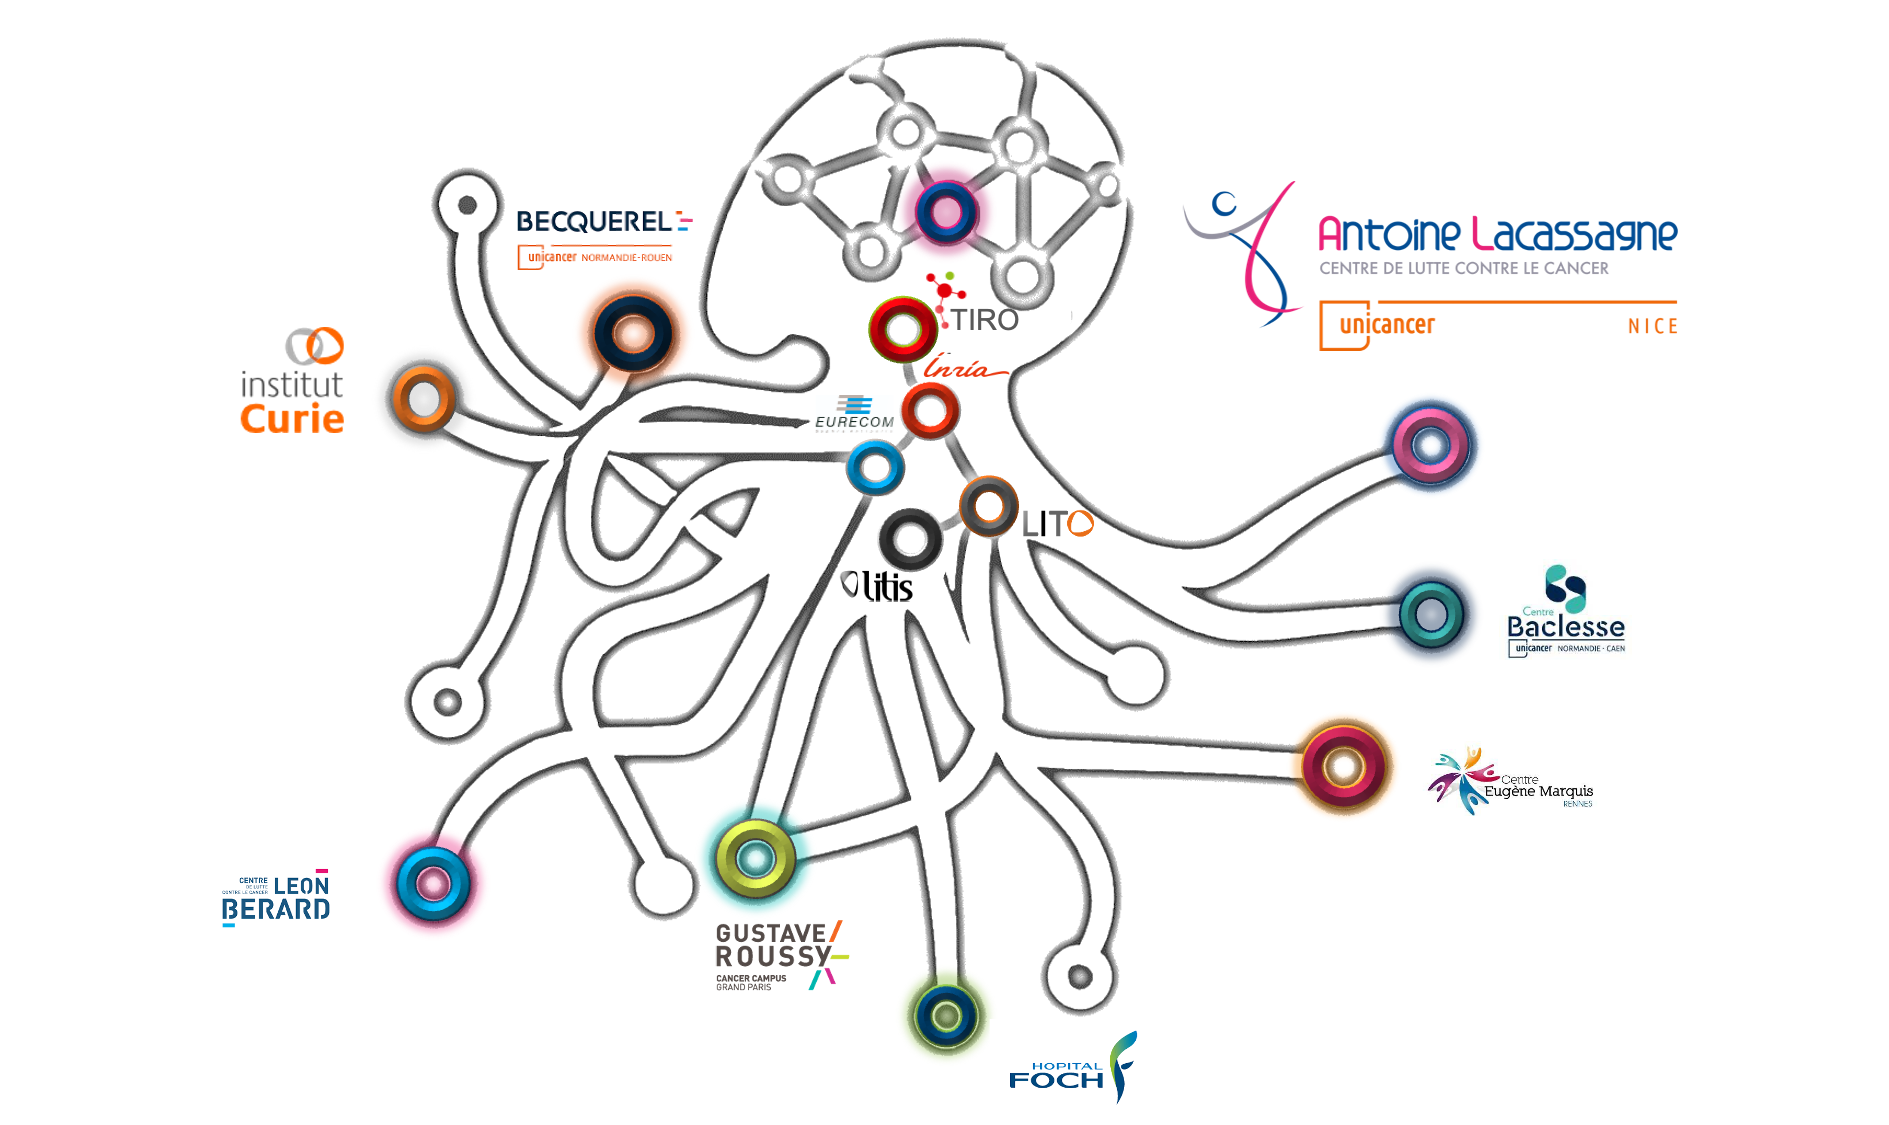 BECQUEREL
unicancer NORMANDIE-ROUEN
Antoine Lacassagne
CENTRE DE LUTTE CONTRE LE CANCER
unicancer NICE
TIRO
Inria
institut
Curie
EURECOM
LITO
litis
Centre
Baclesse
unicancer NORMANDIE - CAEN
Centre
Eugène Marquis
RENNES
CENTRE
DE LUTTE
CONTRE LE CANCER
LEON
BERARD
GUSTAVE
ROUSSY
CANCER CAMPUS
GRAND PARIS
HOPITAL
FOCH